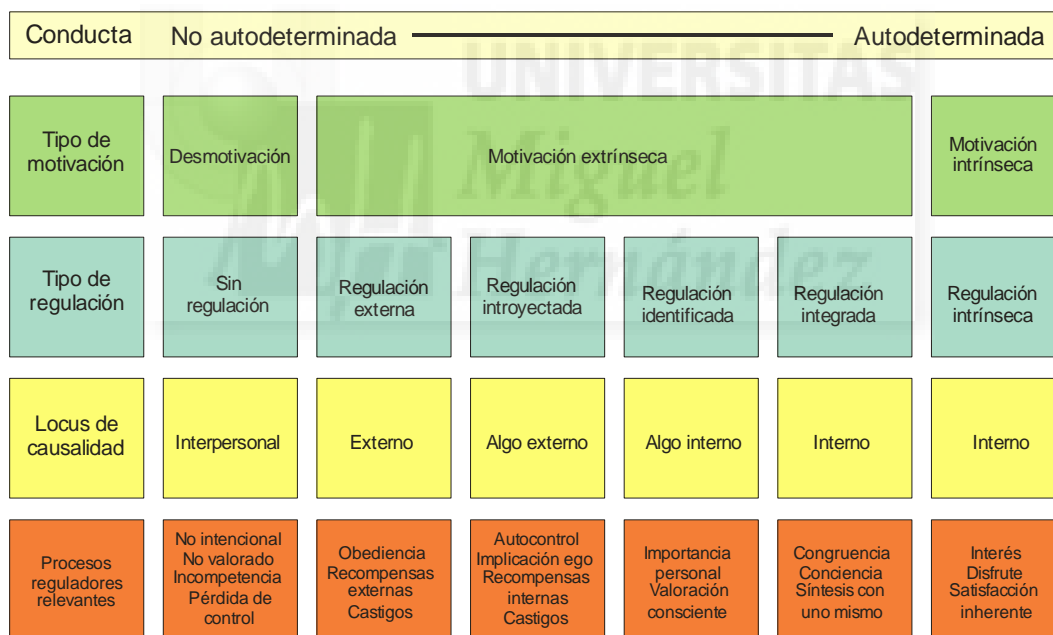 Conducta No autodeterminada Autodeterminada
UNIVERSITAS
Miguel
Hernández
Tipo de
motivación
Desmotivación
Motivación extrínseca
Motivación
intrínseca
Tipo de
regulación
Sin
regulación
Regulación
externa
Regulación
introyectada
Regulación
identificada
Regulación
integrada
Regulación
intrínseca
Locus de
causalidad
Interpersonal
Externo
Algo externo
Algo interno
Interno
Interno
Procesos
reguladores
relevantes
No intencional
No valorado
Incompetencia
Pérdida de
control
Obediencia
Recompensas
externas
Castigos
Autocontrol
Implicación ego
Recompensas
internas
Castigos
Importancia
personal
Valoración
consciente
Congruencia
Conciencia
Síntesis con
uno mismo
Interés
Disfrute
Satisfacción
inherente